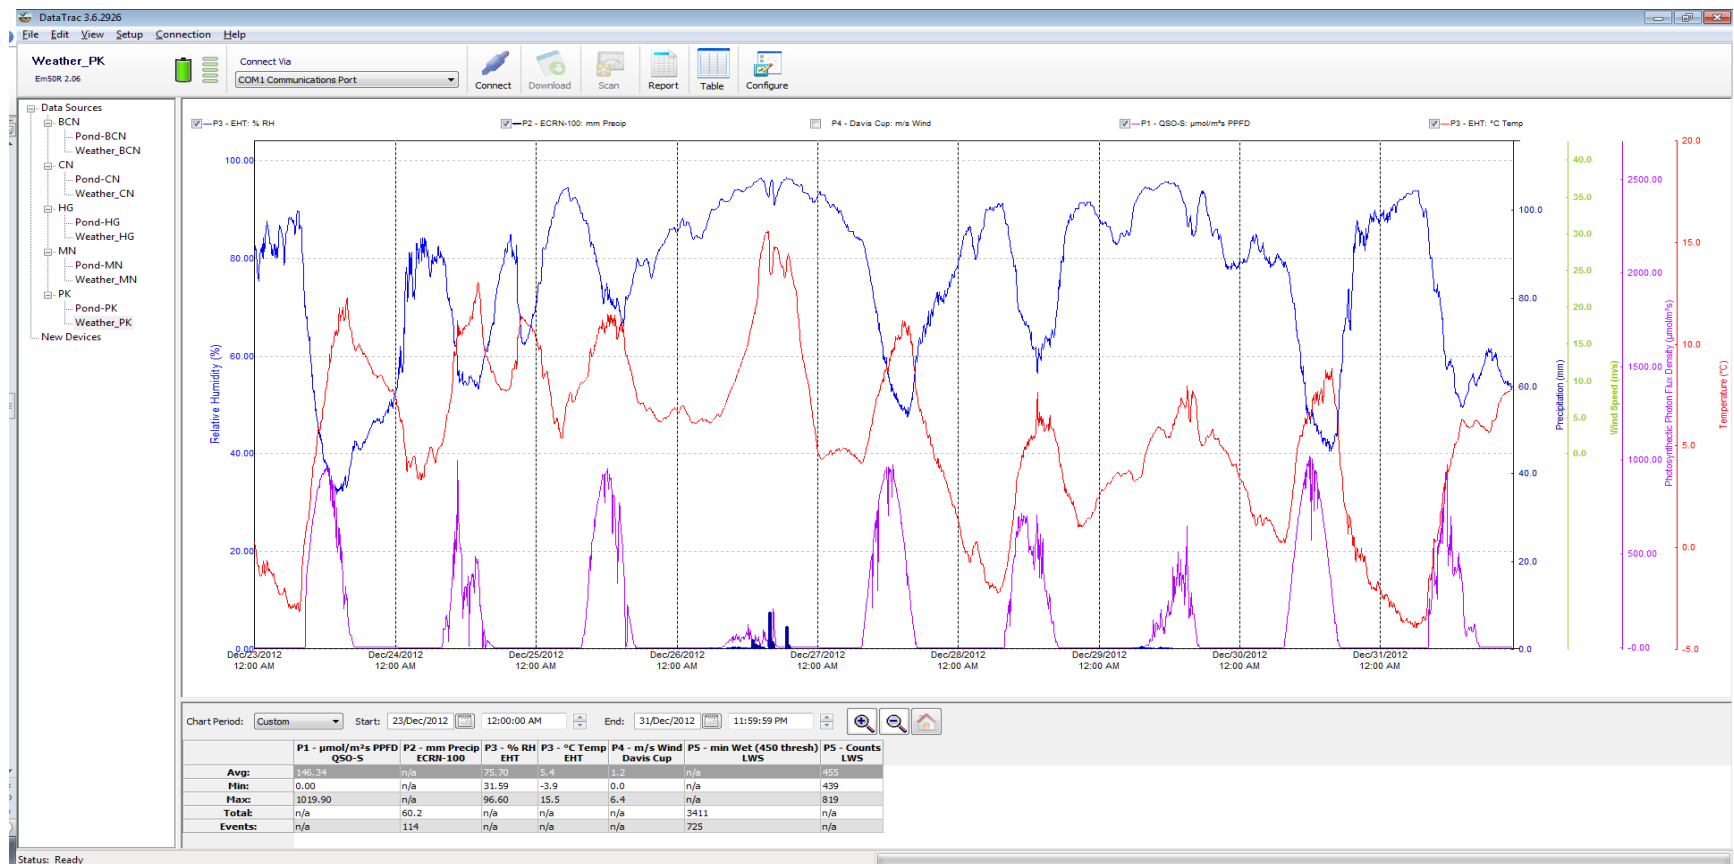 DataTrac 3.6.2926
File Edit View Setup Connection Help
Weather_PK
Em50R 2.06
Connect Via
COM1 Communications Port
Connect Download Scan Report Table Configure
Data Sources
BCN
Pond-BCN
Weather_BCN
CN
Pond-CN
Weather_CN
HG
Pond-HG
Weather_HG
MN
Pond-MN
Weather_MN
PK
Pond-PK
Weather_PK
New Devices
P3 - EHT: % RH P2 - ECRN-100: mm Precip P4 - Davis Cup: m/s Wind P1 - QSO-S: µmol/m²s PPFD P3 - EHT: °C Temp
Relative Humidity (%)
100.00
80.00
60.00
40.00
20.00
0.00
Dec/23/2012 12:00 AM
Dec/24/2012 12:00 AM
Dec/25/2012 12:00 AM
Dec/26/2012 12:00 AM
Dec/27/2012 12:00 AM
Dec/28/2012 12:00 AM
Dec/29/2012 12:00 AM
Dec/30/2012 12:00 AM
Dec/31/2012 12:00 AM
Precipitation (mm)
100.0
80.0
60.0
40.0
20.0
0.0
Wind Speed (m/s)
40.0
35.0
30.0
25.0
20.0
15.0
10.0
5.0
0.0
Photosynthectic Photon Flux Density (µmol/m²s)
2500.00
2000.00
1500.00
1000.00
500.00
-0.00
Temperature (°C)
20.0
15.0
10.0
5.0
0.0
-5.0
Chart Period: Custom Start: 23/Dec/2012 12:00:00 AM End: 31/Dec/2012 11:59:59 PM
P1 - µmol/m²s PPFD P2 - mm Precip P3 - % RH P3 - °C Temp P4 - m/s Wind P5 - min Wet (450 thresh) P5 - Counts
QSO-S ECRN-100 EHT EHT Davis Cup LWS LWS
Avg: 146.34 n/a 75.70 5.4 1.2 n/a 455
Min: 0.00 n/a 31.59 -3.9 0.0 n/a 439
Max: 1019.90 n/a 96.60 15.5 6.4 n/a 819
Total: n/a 60.2 n/a n/a n/a 3411 n/a
Events: n/a 114 n/a n/a n/a 725 n/a
Status: Ready